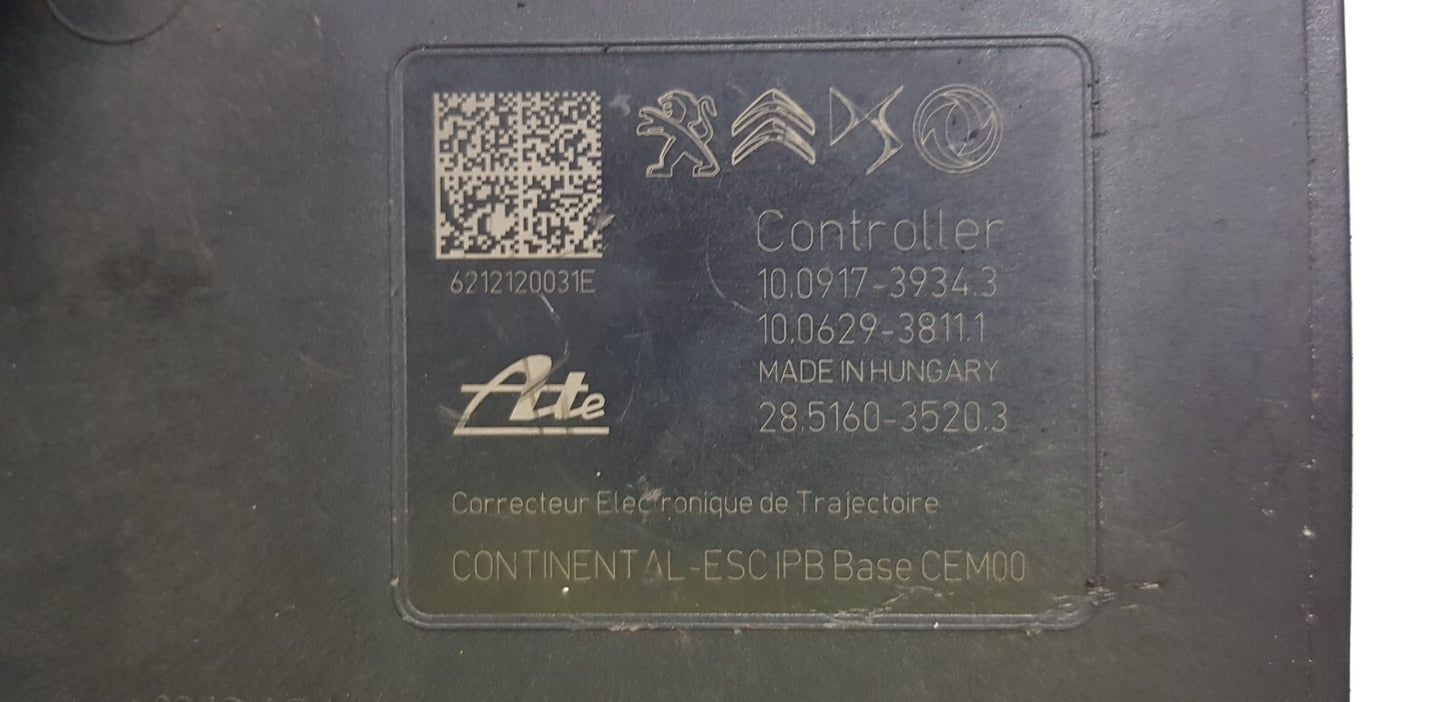 DS
6212120031E
Controller
10.0917-3934.3
10.0629-3811.1
MADE IN HUNGARY
28.5160-3520.3
Ate
Correcteur Electronique de Trajectoire
CONTINENTAL-ESC IPB Base CEM00